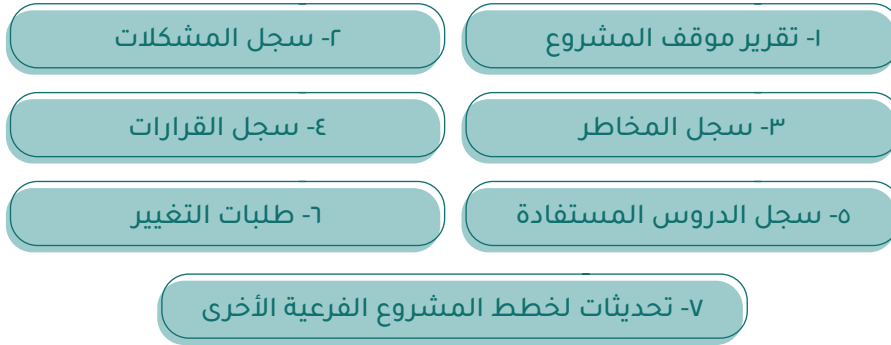 ١- تقرير موقف المشروع
٢- سجل المشكلات
٣- سجل المخاطر
٤- سجل القرارات
٥- سجل الدروس المستفادة
٦- طلبات التغيير
٧- تحديثات لخطط المشروع الفرعية الأخرى